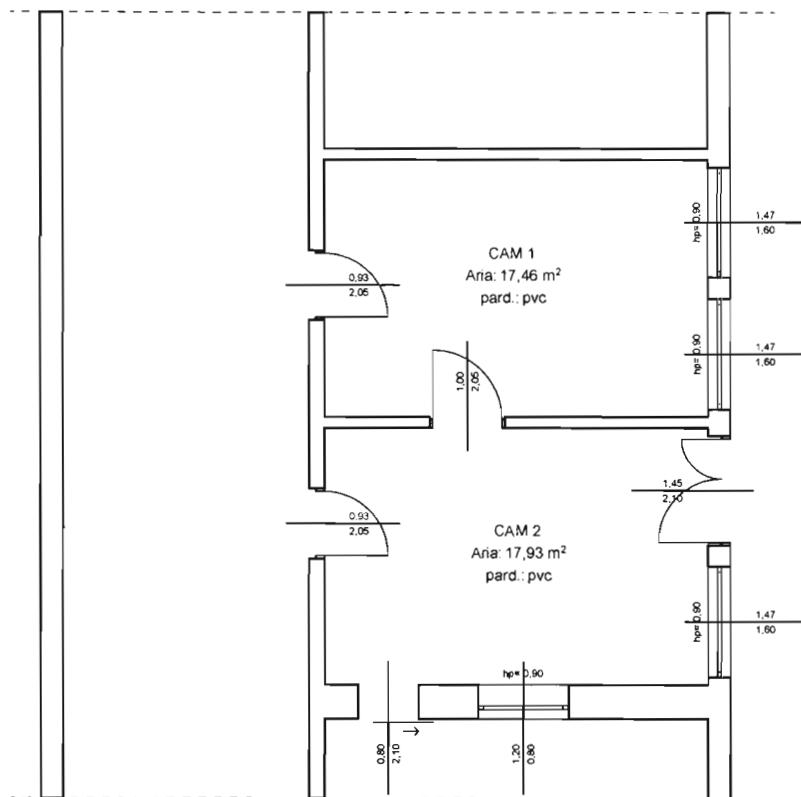 hp= 0,90
1,47
1,60
CAM 1
Aria: 17,46 m²
pard.: pvc
0,93
2,05
hp= 0,90
1,47
1,60
1,00
2,05
1,45
2,10
0,93
2,05
CAM 2
Aria: 17,93 m²
pard.: pvc
hp= 0,90
1,47
1,60
hp= 0,90
0,80
2,10
1,20
0,80